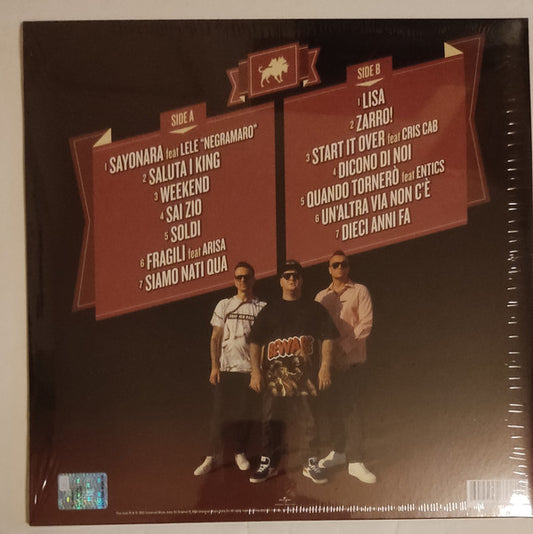 SIDE A
1 SAYONARA feat LELE "NEGRAMARO"
2 SALUTA I KING
3 WEEKEND
4 SAI ZIO
5 SOLDI
6 FRAGILI feat ARISA
7 SIAMO NATI QUA
SIDE B
1 LISA
2 ZARRO!
3 START IT OVER feat CRIS CAB
4 DICONO DI NOI
5 QUANDO TORNERÒ feat ENTICS
6 UN'ALTRA VIA NON C'È
7 DIECI ANNI FA
BEWARE